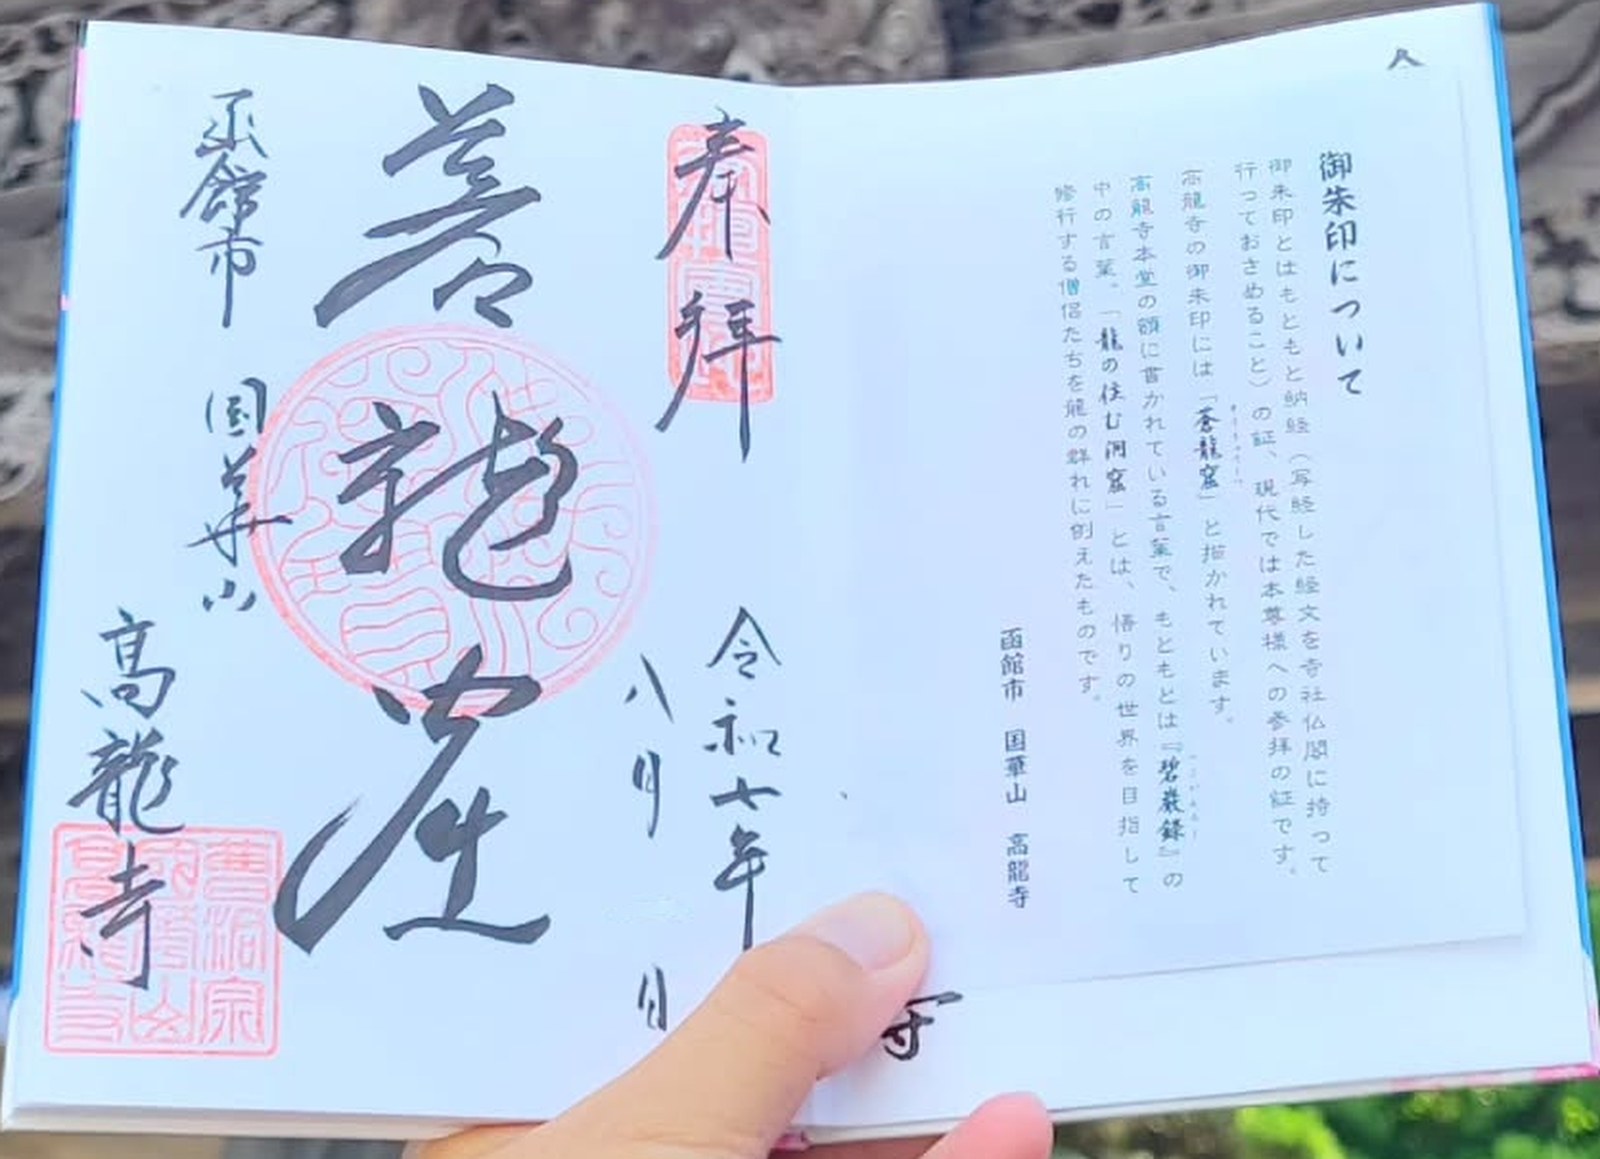 御朱印について
御朱印とはもともと納経（写経した経文を寺社仏閣に持って
行っておさめること）の証、現代では本尊様への参拝の証です。
高龍寺の御朱印には「蒼龍窟」と描かれています。
高龍寺本堂の額に書かれている言葉で、もともとは『碧巌録』の
中の言葉。「龍の住む洞窟」とは、悟りの世界を目指して
修行する僧侶たちを龍の群れに例えたものです。
函館市 国華山 高龍寺
奉拝
令和七年
八月 日
蒼龍窟
函館市 国華山
高龍寺